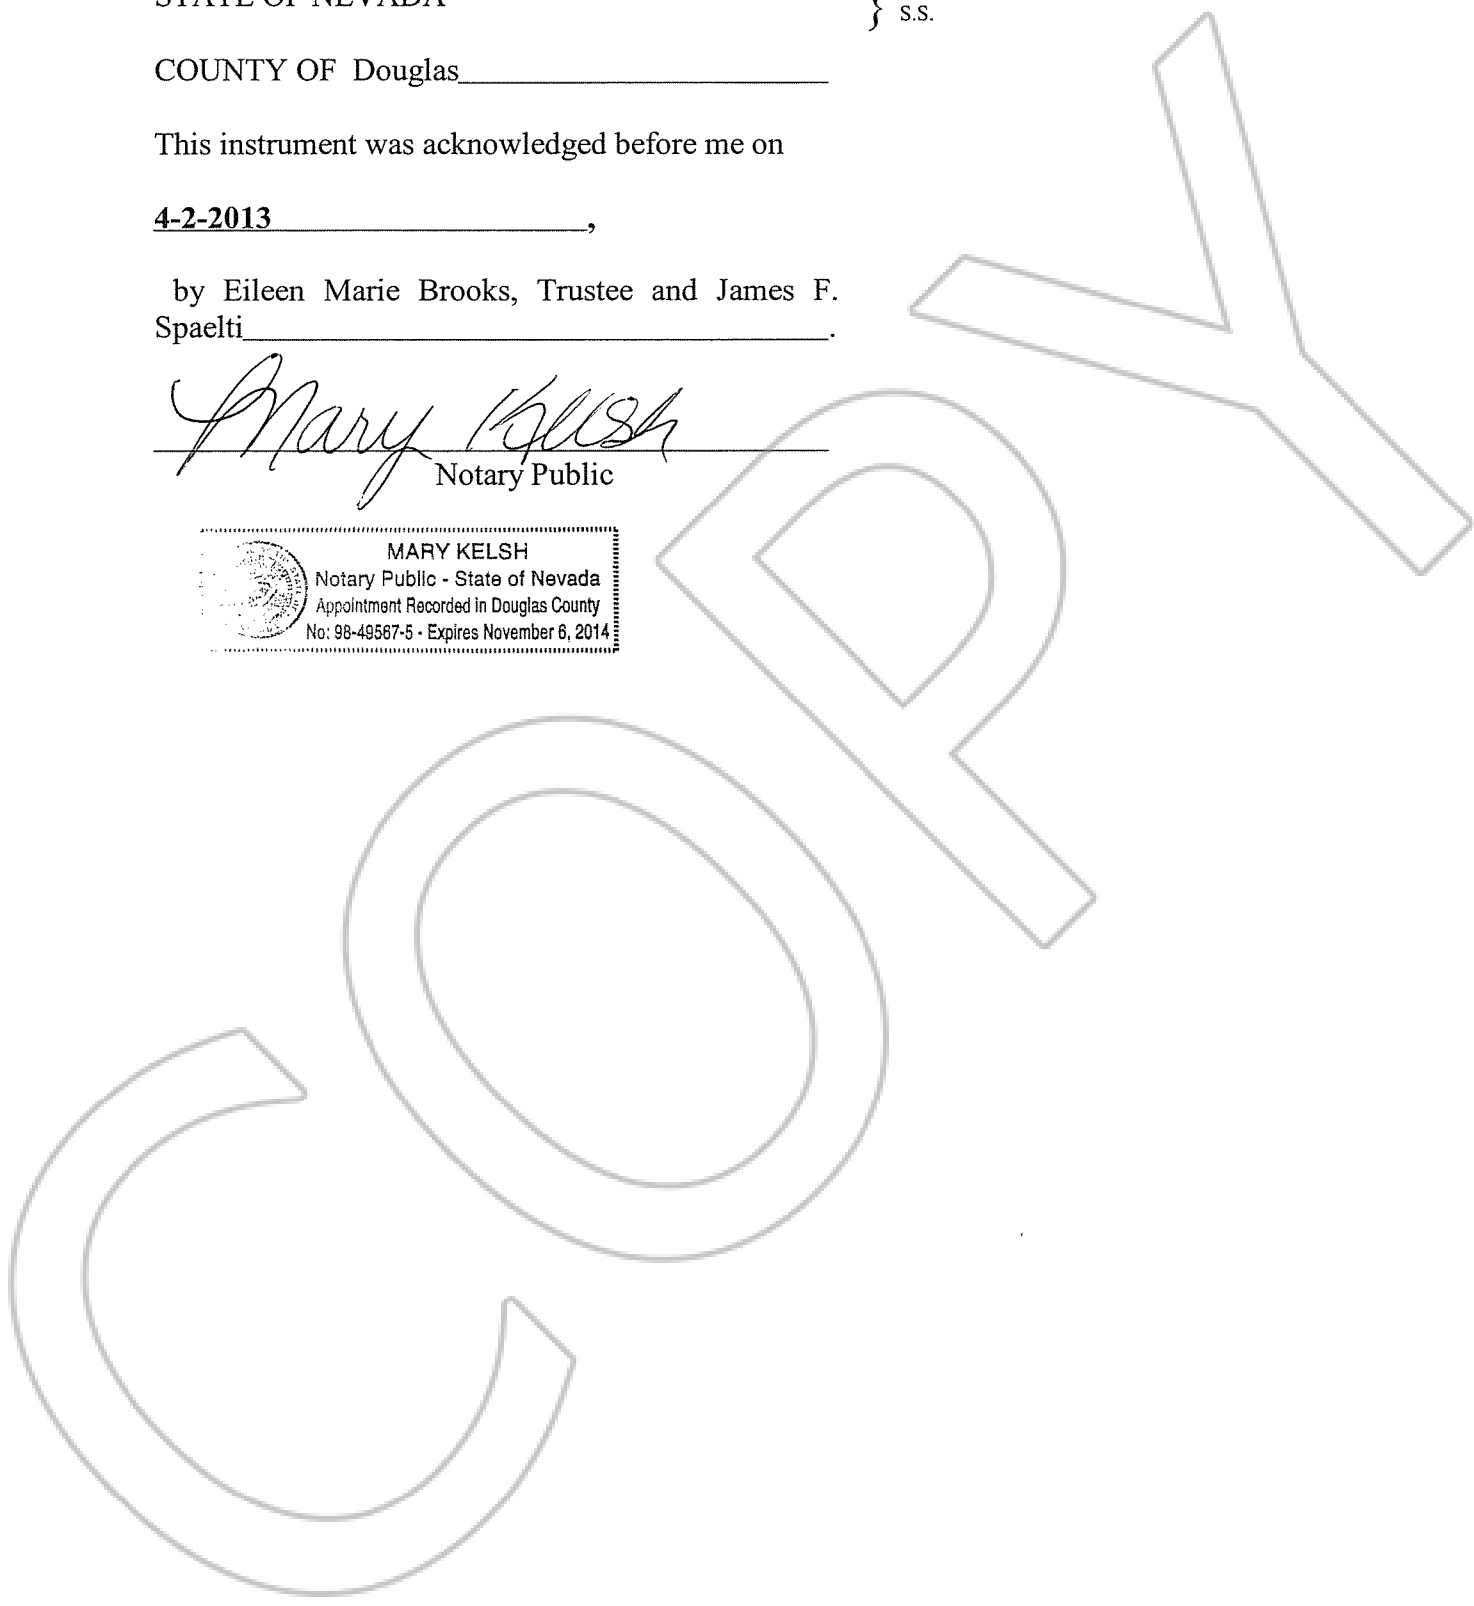 STATE OF NEVADA
} s.s.
COUNTY OF Douglas
This instrument was acknowledged before me on
4-2-2013,
by Eileen Marie Brooks, Trustee and James F.
Spaelti.
Mary Kelsh
Notary Public
MARY KELSH
Notary Public - State of Nevada
Appointment Recorded in Douglas County
No: 98-49567-5 - Expires November 6, 2014
COPY